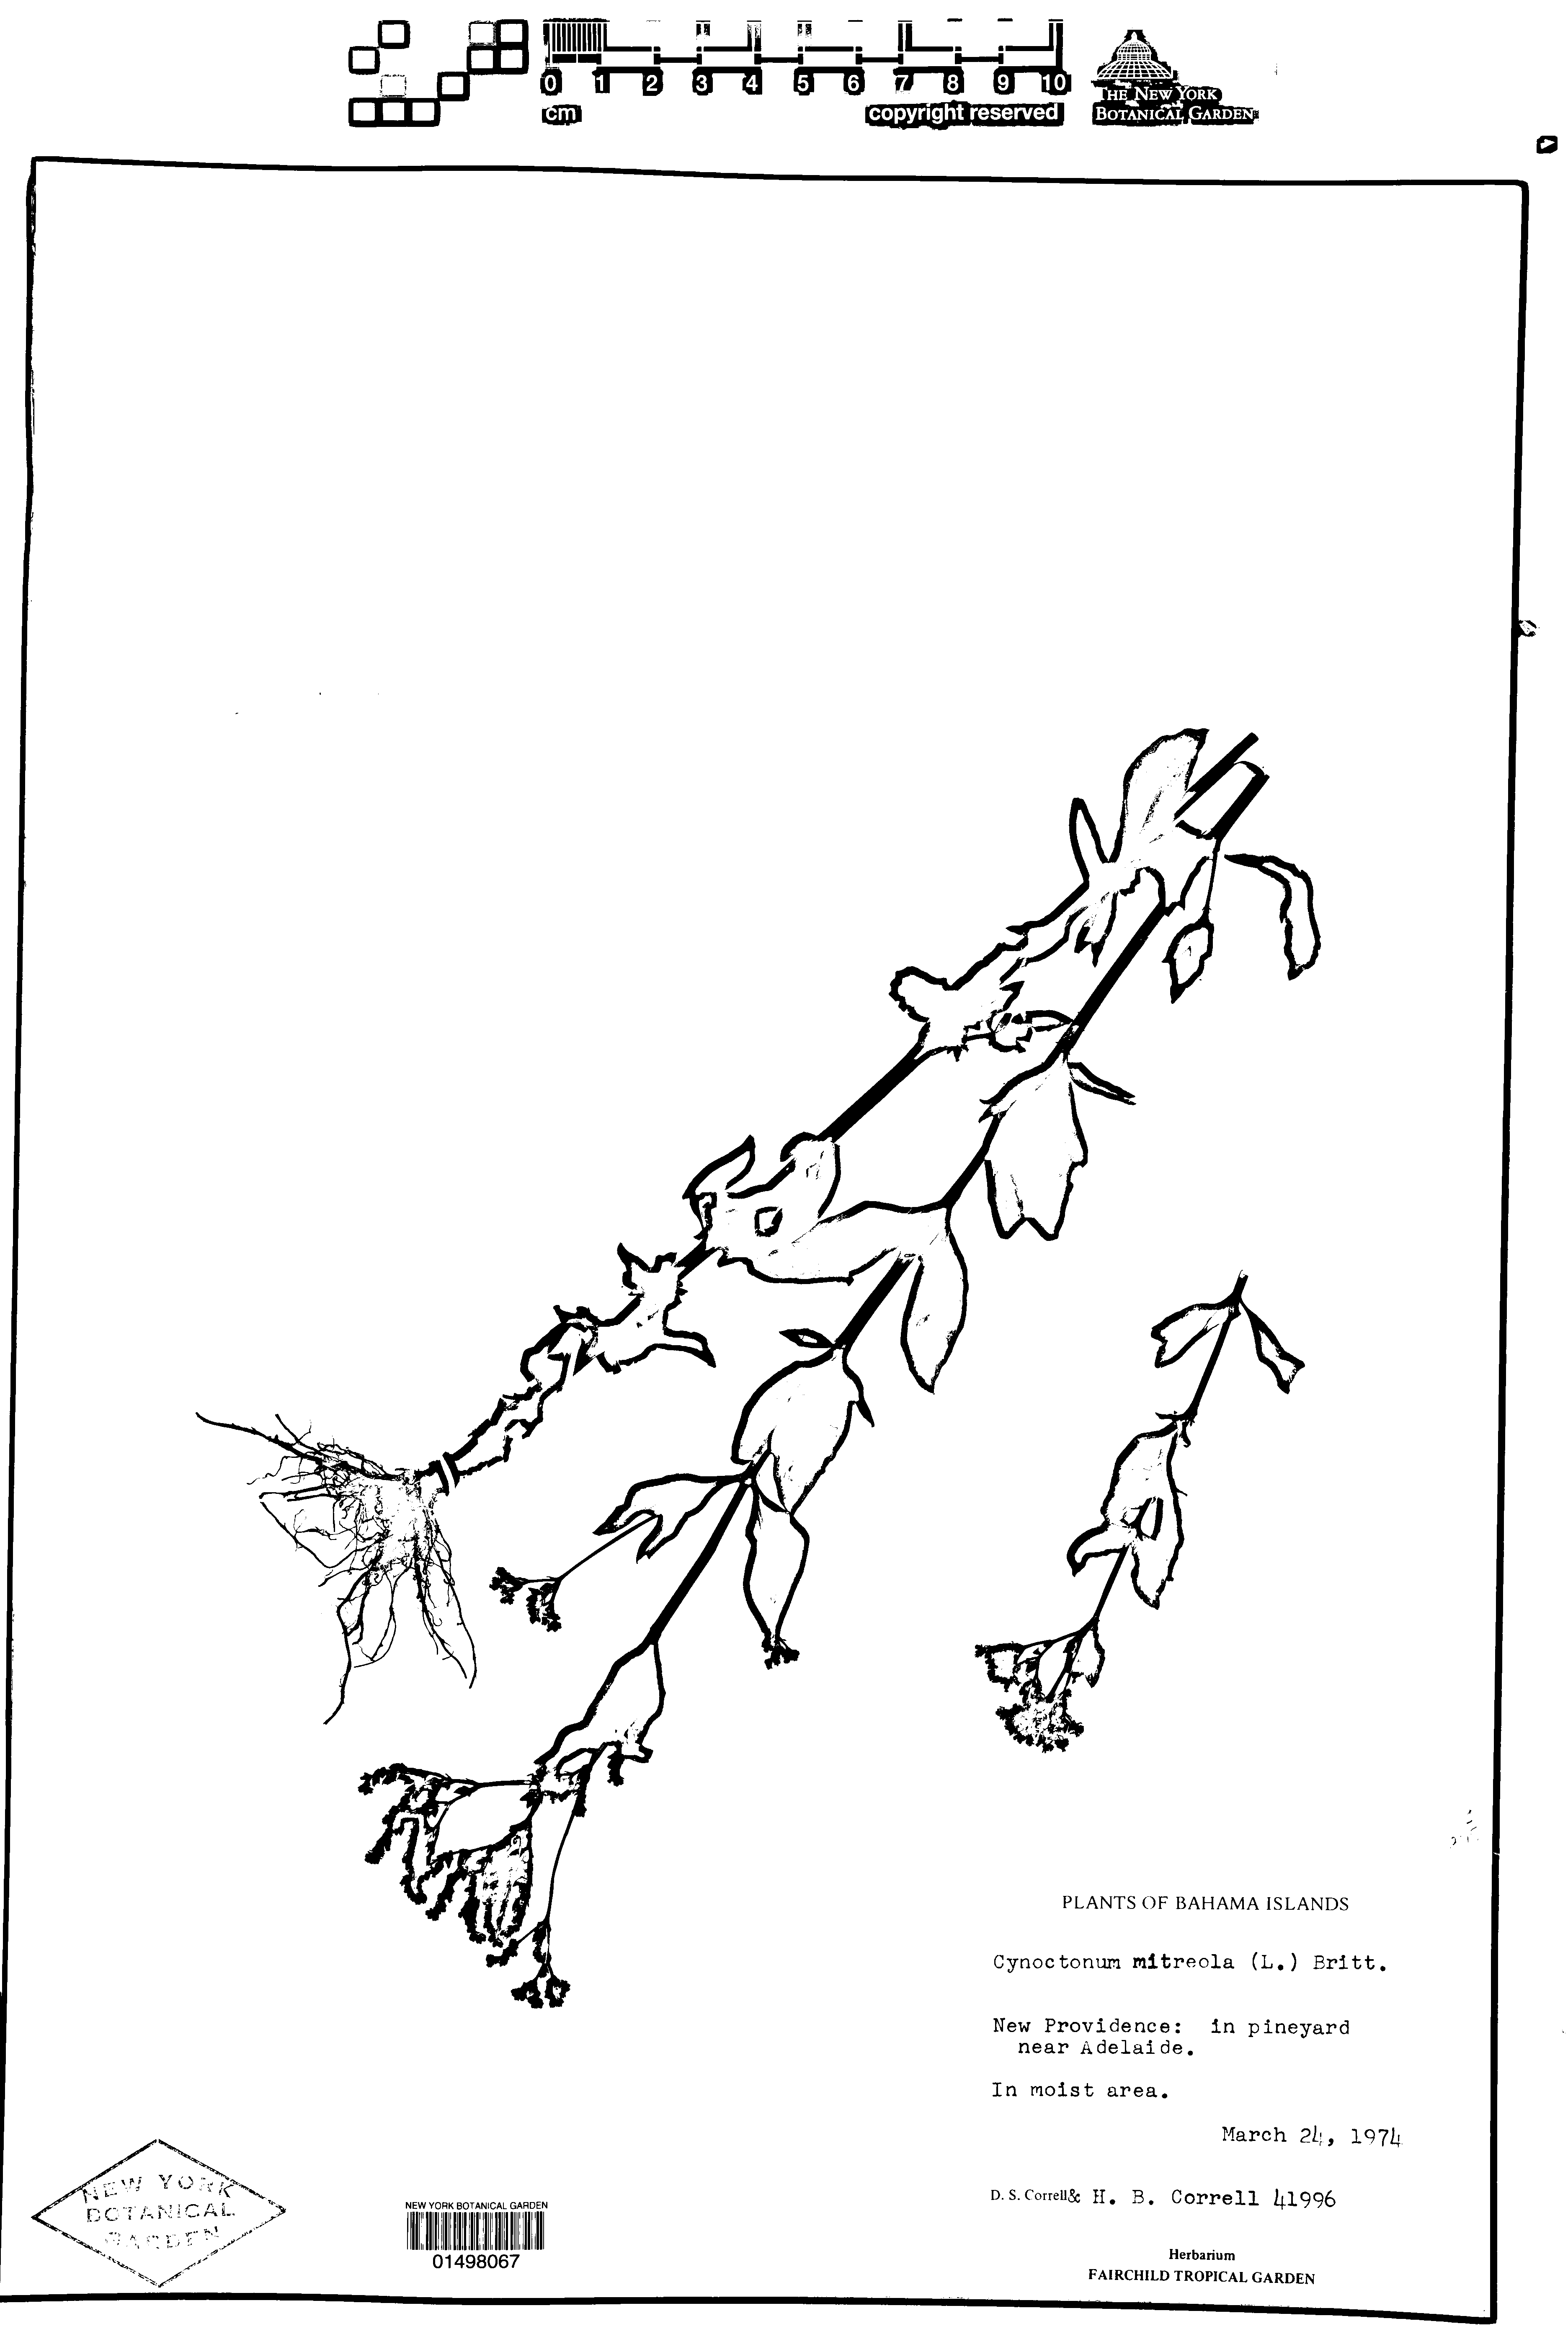 0 1 2 3 4 5 6 7 8 9 10
cm
copyright reserved
THE NEW YORK
BOTANICAL GARDEN
PLANTS OF BAHAMA ISLANDS
Cynoctonum mitreola (L.) Britt.
New Providence: in pineyard
near Adelaide.
In moist area.
March 24, 1974
D. S. Correll& H. B. Correll 41996
Herbarium
FAIRCHILD TROPICAL GARDEN
NEW YORK
BOTANICAL
GARDEN
NEW YORK BOTANICAL GARDEN
01498067